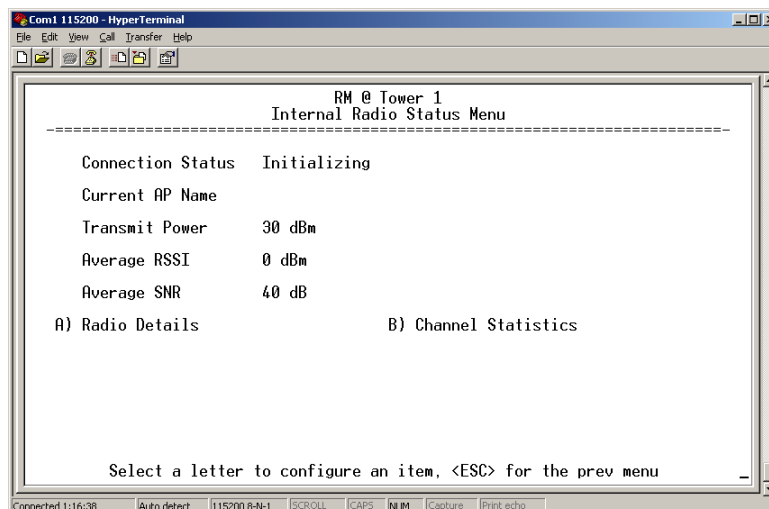 Com1 115200 - HyperTerminal
File Edit View Call Transfer Help
RM @ Tower 1
Internal Radio Status Menu
-==========================================================================-
Connection Status Initializing
Current AP Name
Transmit Power 30 dBm
Average RSSI 0 dBm
Average SNR 40 dB
A) Radio Details B) Channel Statistics
Select a letter to configure an item, <ESC> for the prev menu _
Connected 1:16:38 Auto detect 115200 8-N-1 SCROLL CAPS NUM Capture Print echo